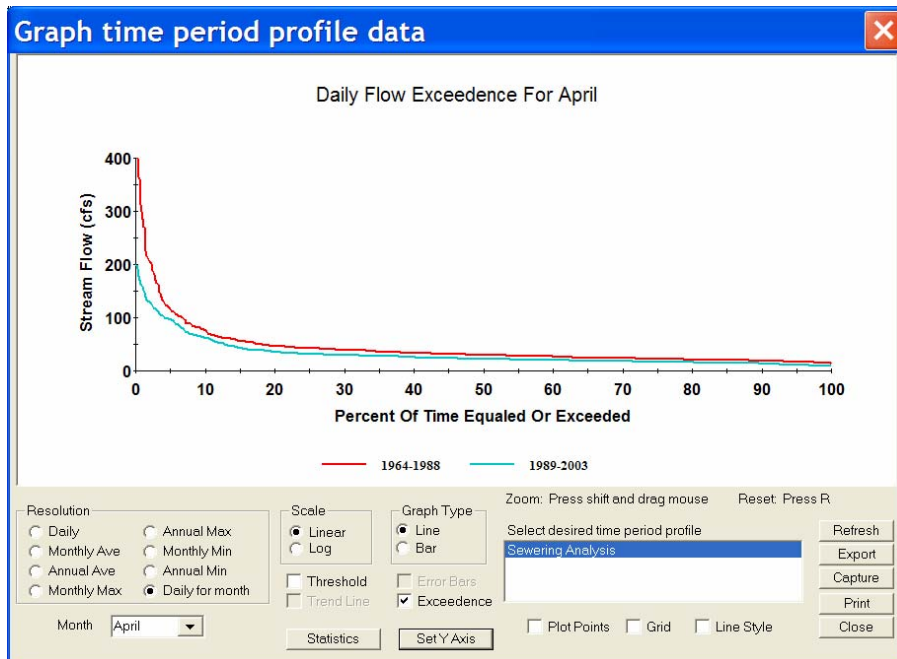 Graph time period profile data
Daily Flow Exceedence For April
400
300
200
100
0
Stream Flow (cfs)
0 10 20 30 40 50 60 70 80 90 100
Percent Of Time Equaled Or Exceeded
1964-1988 1989-2003
Zoom: Press shift and drag mouse Reset: Press R
Resolution
Daily Annual Max
Monthly Ave Monthly Min
Annual Ave Annual Min
Monthly Max Daily for month
Month April
Scale
Linear
Log
Threshold
Trend Line
Statistics
Graph Type
Line
Bar
Error Bars
Exceedence
Set Y Axis
Select desired time period profile
Sewering Analysis
Plot Points Grid Line Style
Refresh
Export
Capture
Print
Close